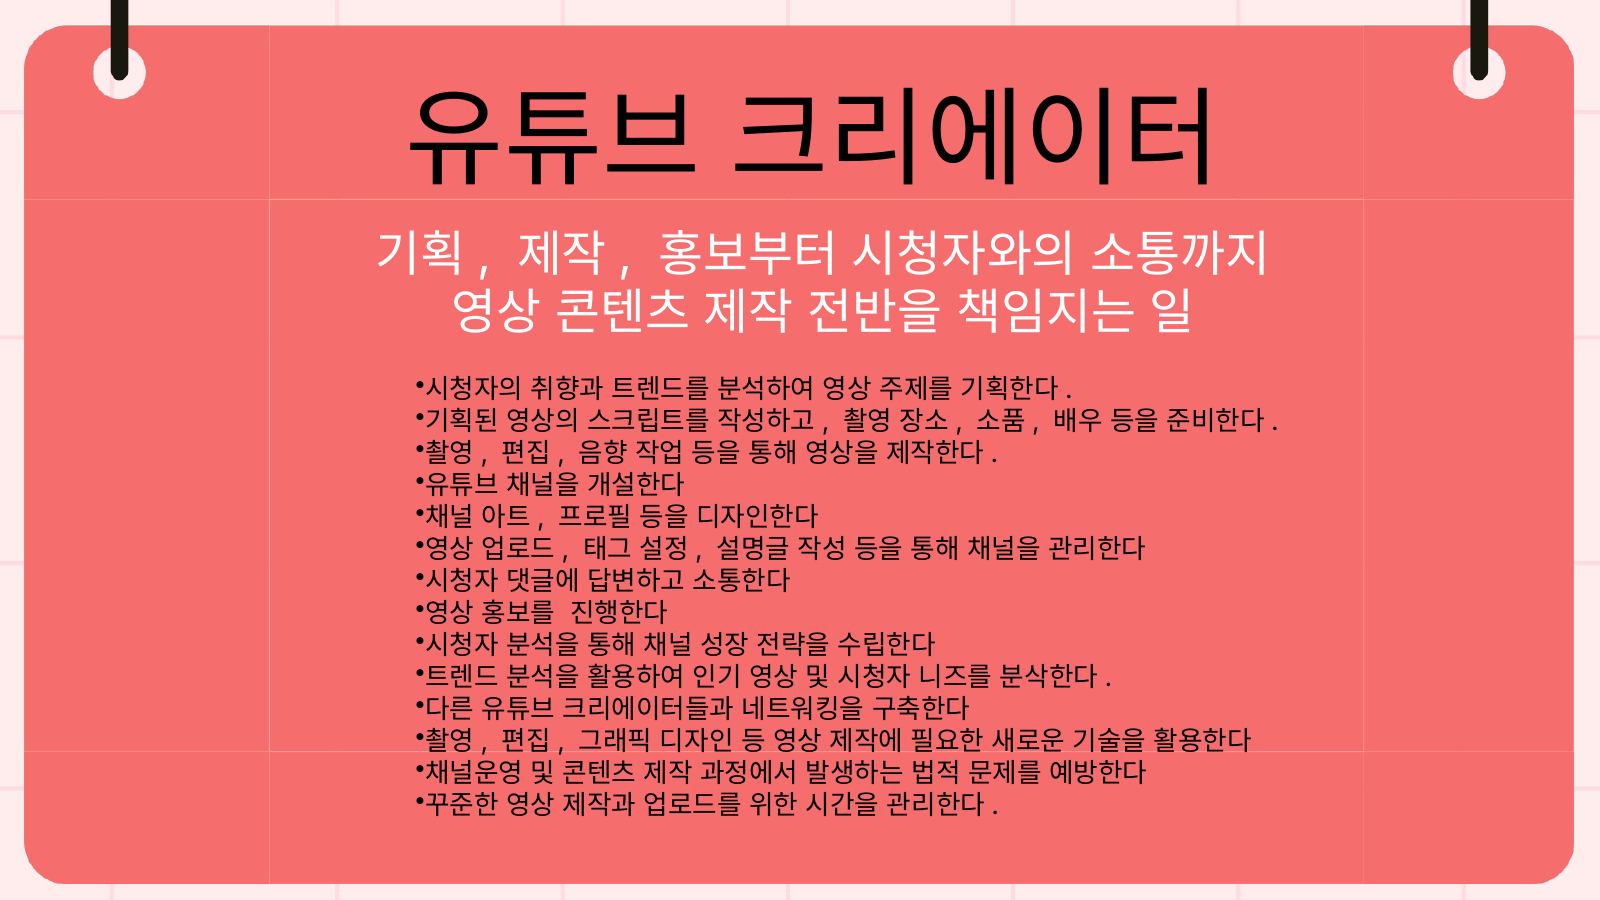 유튜브 크리에이터
기획 , 제작 , 홍보부터 시청자와의 소통까지
영상 콘텐츠 제작 전반을 책임지는 일
•시청자의 취향과 트렌드를 분석하여 영상 주제를 기획한다 .
•기획된 영상의 스크립트를 작성하고 , 촬영 장소 , 소품 , 배우 등을 준비한다 .
•촬영 , 편집 , 음향 작업 등을 통해 영상을 제작한다 .
•유튜브 채널을 개설한다
•채널 아트 , 프로필 등을 디자인한다
•영상 업로드 , 태그 설정 , 설명글 작성 등을 통해 채널을 관리한다
•시청자 댓글에 답변하고 소통한다
•영상 홍보를  진행한다
•시청자 분석을 통해 채널 성장 전략을 수립한다
•트렌드 분석을 활용하여 인기 영상 및 시청자 니즈를 분삭한다 .
•다른 유튜브 크리에이터들과 네트워킹을 구축한다
•촬영 , 편집 , 그래픽 디자인 등 영상 제작에 필요한 새로운 기술을 활용한다
•채널운영 및 콘텐츠 제작 과정에서 발생하는 법적 문제를 예방한다
•꾸준한 영상 제작과 업로드를 위한 시간을 관리한다 .